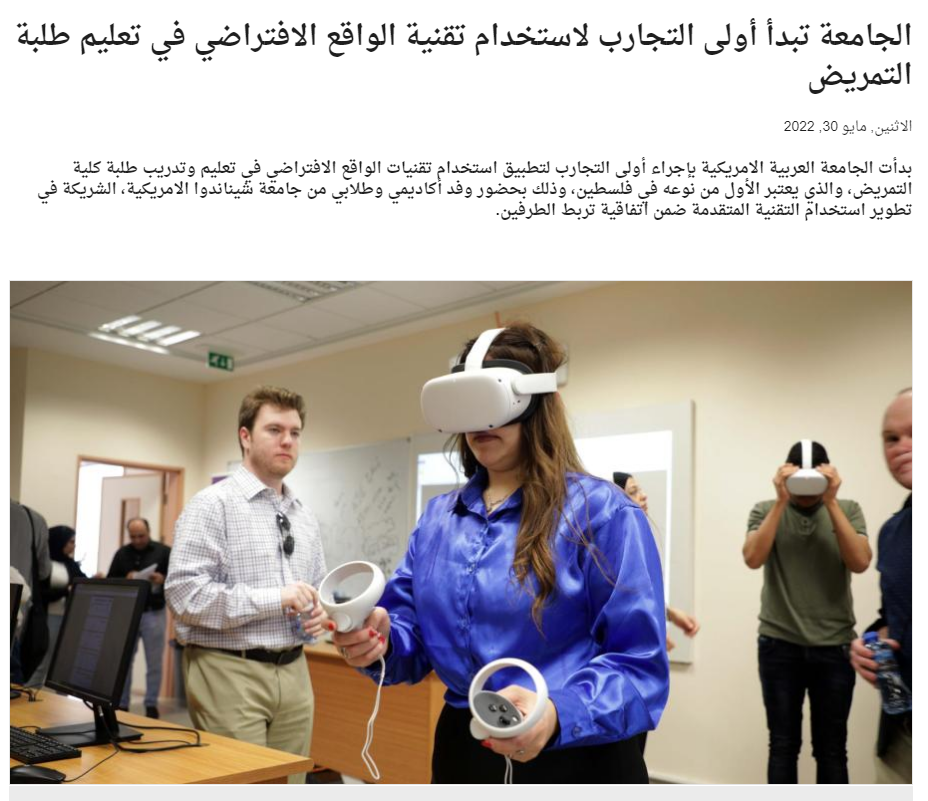 الجامعة تبدأ أولى التجارب لاستخدام تقنية الواقع الافتراضي في تعليم طلبة
التمريض
الاثنين, مايو 30, 2022
بدأت الجامعة العربية الامريكية بإجراء أولى التجارب لتطبيق استخدام تقنيات الواقع الافتراضي في تعليم وتدريب طلبة كلية
التمريض، والذي يعتبر الأول من نوعه في فلسطين، وذلك بحضور وفد أكاديمي وطلابي من جامعة شيناندوا الامريكية، الشريكة في
تطوير استخدام التقنية المتقدمة ضمن اتفاقية تربط الطرفين.